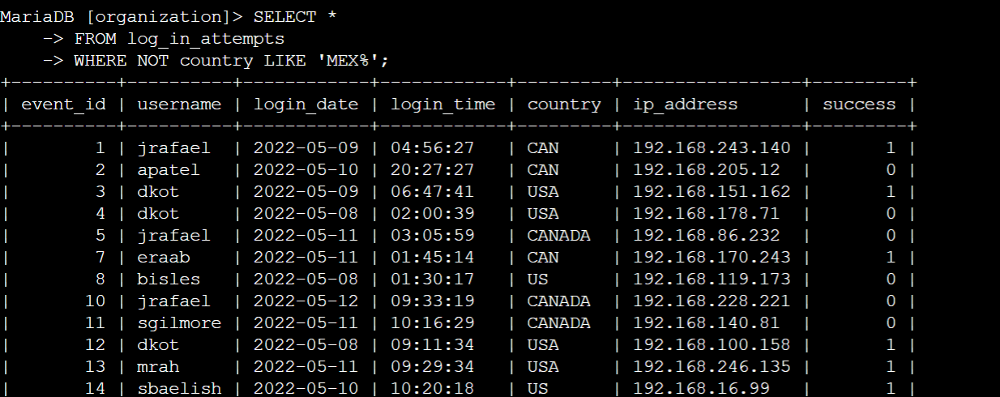 MariaDB [organization]> SELECT *
    -> FROM log_in_attempts
    -> WHERE NOT country LIKE 'MEX%';
+----------+----------+------------+------------+---------+-----------------+---------+
| event_id | username | login_date | login_time | country | ip_address      | success |
+----------+----------+------------+------------+---------+-----------------+---------+
|        1 | jrafael  | 2022-05-09 | 04:56:27   | CAN     | 192.168.243.140 |       1 |
|        2 | apatel   | 2022-05-10 | 20:27:27   | CAN     | 192.168.205.12  |       0 |
|        3 | dkot     | 2022-05-09 | 06:47:41   | USA     | 192.168.151.162 |       1 |
|        4 | dkot     | 2022-05-08 | 02:00:39   | USA     | 192.168.178.71  |       0 |
|        5 | jrafael  | 2022-05-11 | 03:05:59   | CANADA  | 192.168.86.232  |       0 |
|        7 | eraab    | 2022-05-11 | 01:45:14   | CAN     | 192.168.170.243 |       1 |
|        8 | bisles   | 2022-05-08 | 01:30:17   | US      | 192.168.119.173 |       0 |
|       10 | jrafael  | 2022-05-12 | 09:33:19   | CANADA  | 192.168.228.221 |       0 |
|       11 | sgilmore | 2022-05-11 | 10:16:29   | CANADA  | 192.168.140.81  |       0 |
|       12 | dkot     | 2022-05-08 | 09:11:34   | USA     | 192.168.100.158 |       1 |
|       13 | mrah     | 2022-05-11 | 09:29:34   | USA     | 192.168.246.135 |       1 |
|       14 | sbaelish | 2022-05-10 | 10:20:18   | US      | 192.168.16.99   |       1 |